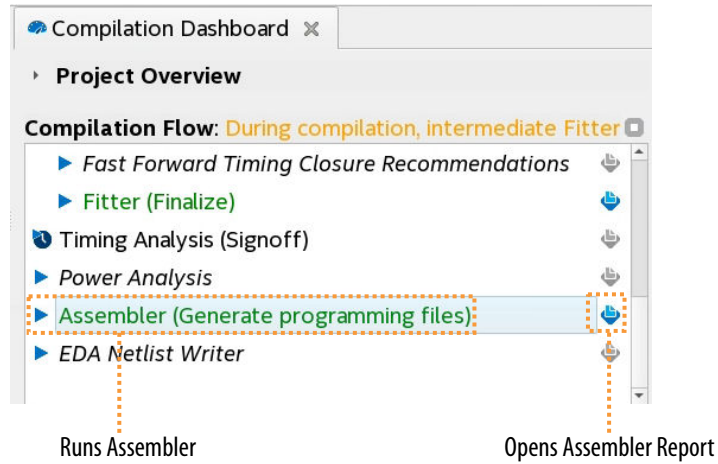 Compilation Dashboard
Project Overview
Compilation Flow: During compilation, intermediate Fitter
Fast Forward Timing Closure Recommendations
Fitter (Finalize)
Timing Analysis (Signoff)
Power Analysis
Assembler (Generate programming files)
EDA Netlist Writer
Runs Assembler
Opens Assembler Report